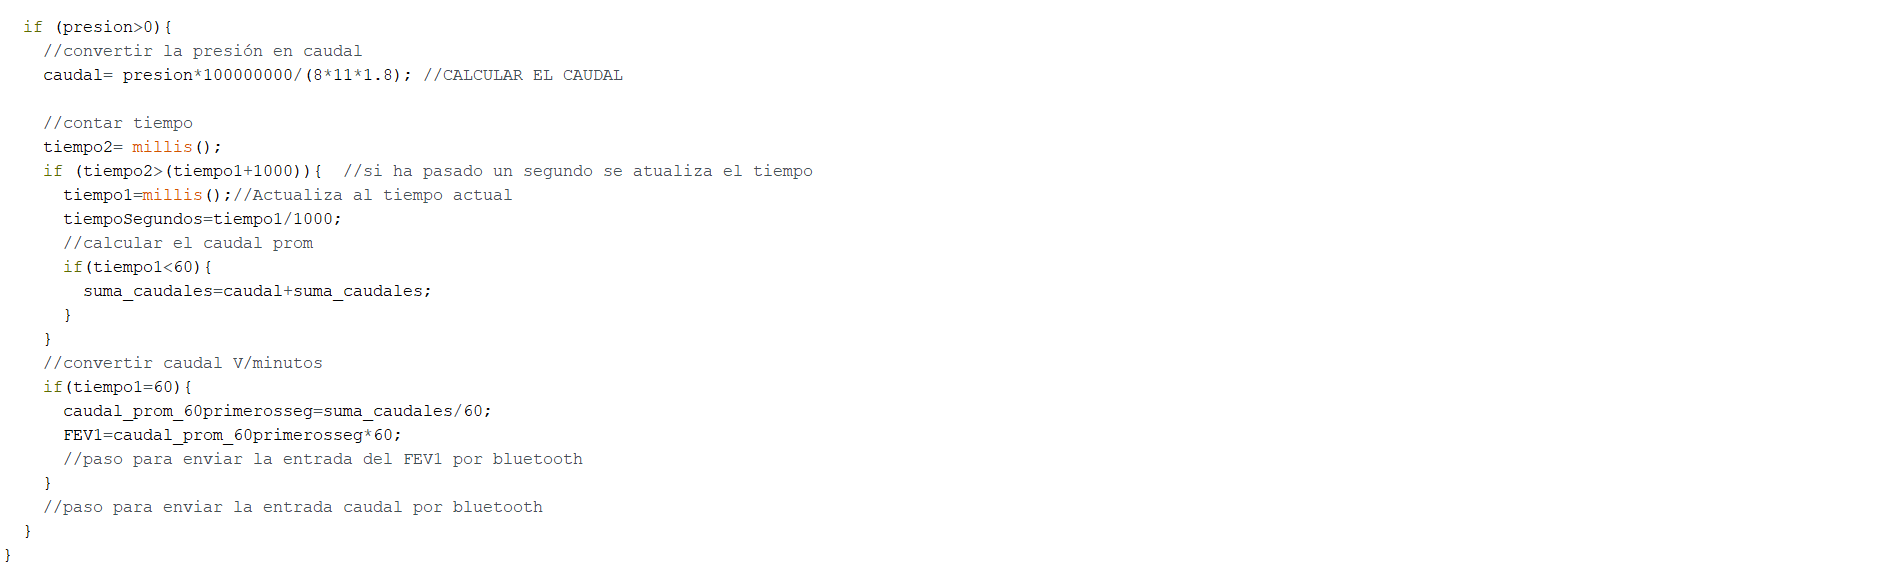 if (presion>0){
//convertir la presión en caudal
caudal= presion*100000000/(8*11*1.8); //CALCULAR EL CAUDAL
//contar tiempo
tiempo2= millis();
if (tiempo2>(tiempo1+1000)){  //si ha pasado un segundo se atualiza el tiempo
tiempo1=millis();//Actualiza al tiempo actual
tiempoSegundos=tiempo1/1000;
//calcular el caudal prom
if(tiempo1<60){
suma_caudales=caudal+suma_caudales;
}
}
//convertir caudal V/minutos
if(tiempo1=60){
caudal_prom_60primerosseg=suma_caudales/60;
FEV1=caudal_prom_60primerosseg*60;
//paso para enviar la entrada del FEV1 por bluetooth
}
//paso para enviar la entrada caudal por bluetooth
}
}